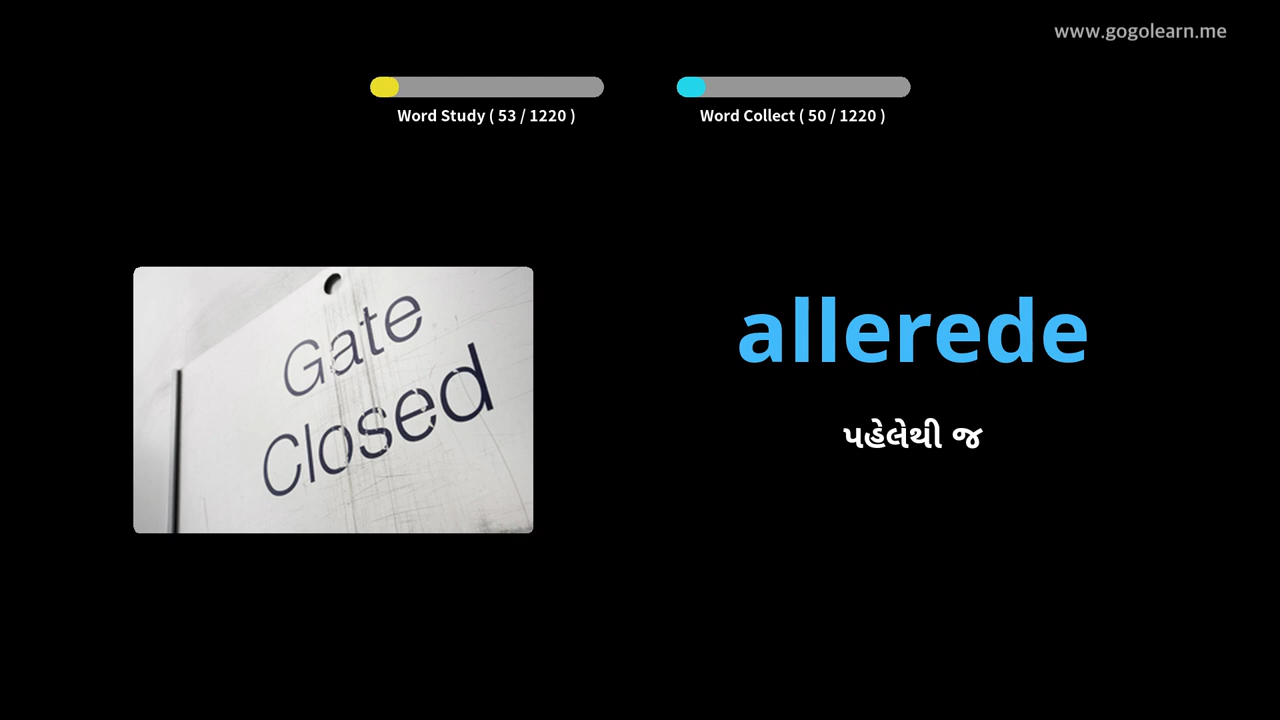 www.gogolearn.me
Word Study ( 53 / 1220 )
Word Collect ( 50 / 1220 )
Gate
Closed
allerede
પહેલેથી જ